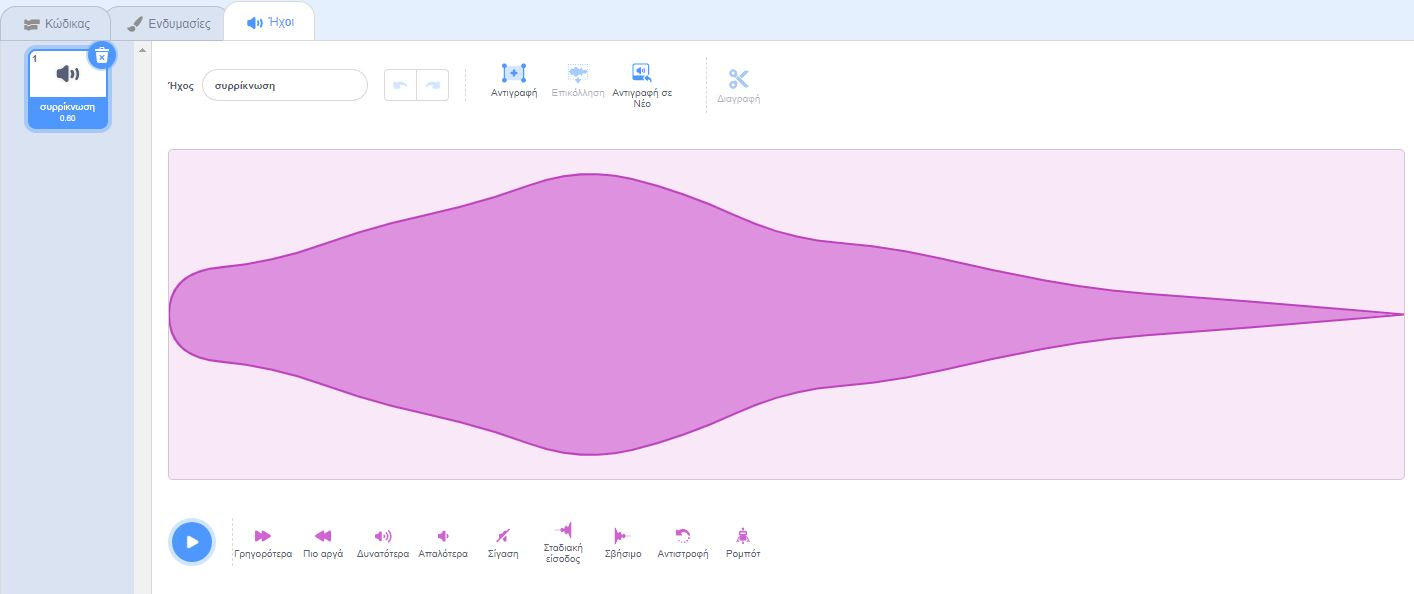 Κώδικας
Ενδυμασίες
Ήχοι
1
συρρίκνωση
0.60
Ήχος
συρρίκνωση
Αντιγραφή
Επικόλληση
Αντιγραφή σε
Νέο
Διαγραφή
Γρηγορότερα
Πιο αργά
Δυνατότερα
Απαλότερα
Σίγαση
Σταδιακή
είσοδος
Σβήσιμο
Αντιστροφή
Ρομπότ